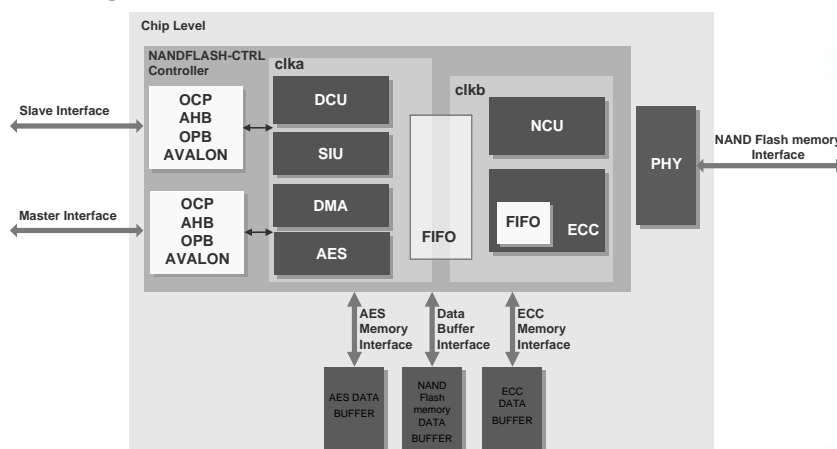 Chip Level
NANDFLASH-CTRL
Controller
clka
clkb
Slave Interface
OCP
AHB
OPB
AVALON
DCU
SIU
NCU
PHY
NAND Flash memory
Interface
Master Interface
OCP
AHB
OPB
AVALON
DMA
AES
FIFO
FIFO
ECC
AES
Memory
Interface
Data
Buffer
Interface
ECC
Memory
Interface
AES DATA
BUFFER
NAND
Flash
memory
DATA
BUFFER
ECC
DATA
BUFFER